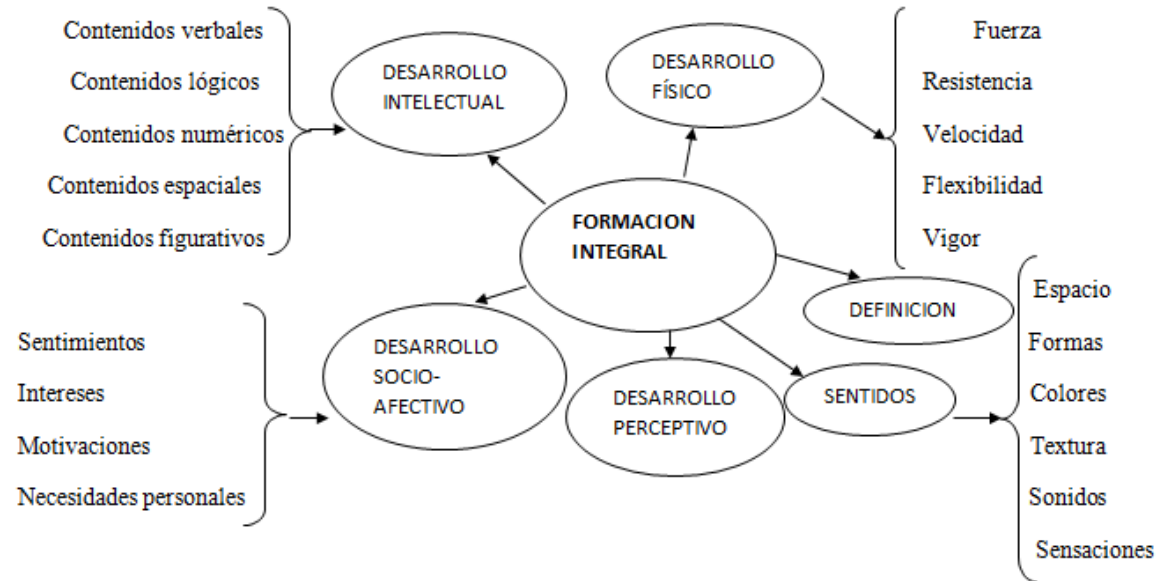 Contenidos verbales
Contenidos lógicos
Contenidos numéricos
Contenidos espaciales
Contenidos figurativos
DESARROLLO
INTELECTUAL
DESARROLLO
FÍSICO
Fuerza
Resistencia
Velocidad
Flexibilidad
Vigor
FORMACION
INTEGRAL
DEFINICION
Sentimientos
Intereses
Motivaciones
Necesidades personales
DESARROLLO
SOCIO-
AFECTIVO
DESARROLLO
PERCEPTIVO
SENTIDOS
Espacio
Formas
Colores
Textura
Sonidos
Sensaciones